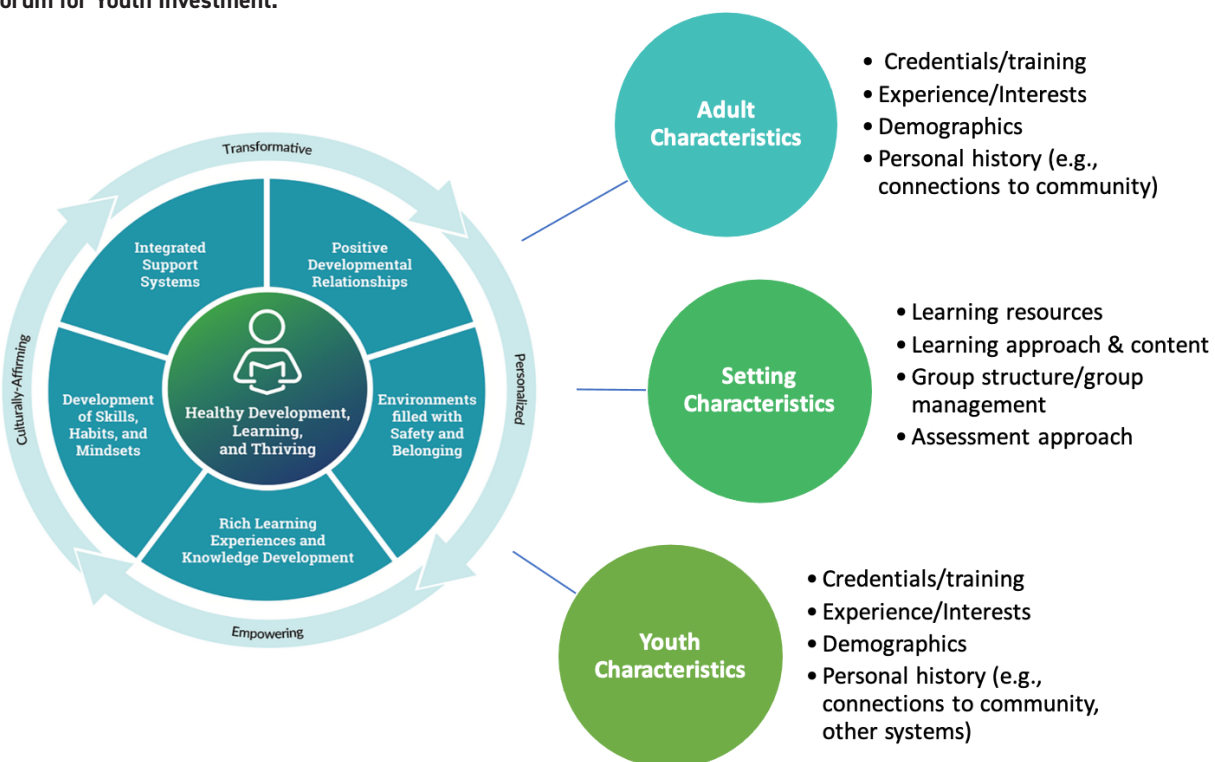 orum for Youth Investment.
Transformative
Personalized
Empowering
Culturally-Affirming
Integrated
Support
Systems
Positive
Developmental
Relationships
Development
of Skills,
Habits, and
Mindsets
Healthy Development,
Learning,
and Thriving
Environments
filled with
Safety and
Belonging
Rich Learning
Experiences and
Knowledge Development
Adult
Characteristics
• Credentials/training
• Experience/Interests
• Demographics
• Personal history (e.g.,
connections to community)
Setting
Characteristics
• Learning resources
• Learning approach & content
• Group structure/group
management
• Assessment approach
Youth
Characteristics
• Credentials/training
• Experience/Interests
• Demographics
• Personal history (e.g.,
connections to community,
other systems)